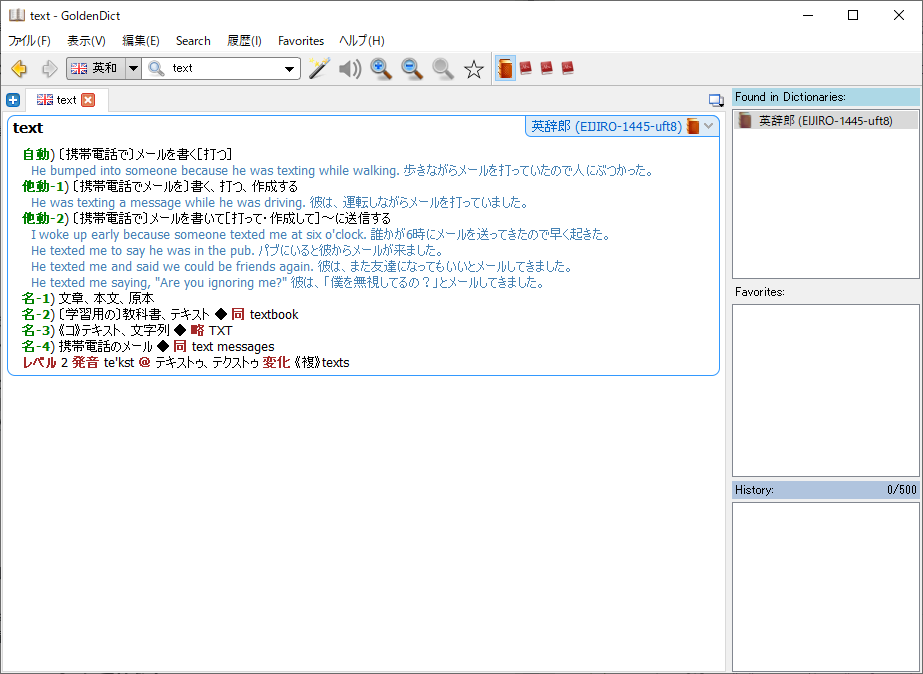 text - GoldenDict
ファイル(F) 表示(V) 編集(E) Search 履歴(I) Favorites ヘルプ(H)
英和 text
text
Found in Dictionaries:
英辞郎 (EIJIRO-1445-uft8)
text
英辞郎 (EIJIRO-1445-uft8)
自動) 〔携帯電話で〕メールを書く[打つ]
He bumped into someone because he was texting while walking. 歩きながらメールを打っていたので人にぶつかった。
他動-1) 〔携帯電話でメールを〕書く、打つ、作成する
He was texting a message while he was driving. 彼は、運転しながらメールを打っていました。
他動-2) 〔携帯電話で〕メールを書いて[打って・作成して]～に送信する
I woke up early because someone texted me at six o'clock. 誰かが6時にメールを送ってきたので早く起きた。
He texted me to say he was in the pub. パブにいると彼からメールが来ました。
He texted me and said we could be friends again. 彼は、また友達になってもいいとメールしてきました。
He texted me saying, "Are you ignoring me?" 彼は、「僕を無視してるの？」とメールしてきました。
名-1) 文章、本文、原本
名-2) 〔学習用の〕教科書、テキスト ◆ 同 textbook
名-3) 《コ》テキスト、文字列 ◆ 略 TXT
名-4) 携帯電話のメール ◆ 同 text messages
レベル 2 発音 te'kst @ テキストゥ、テクストゥ 変化 《複》texts
Favorites:
History: 0/500